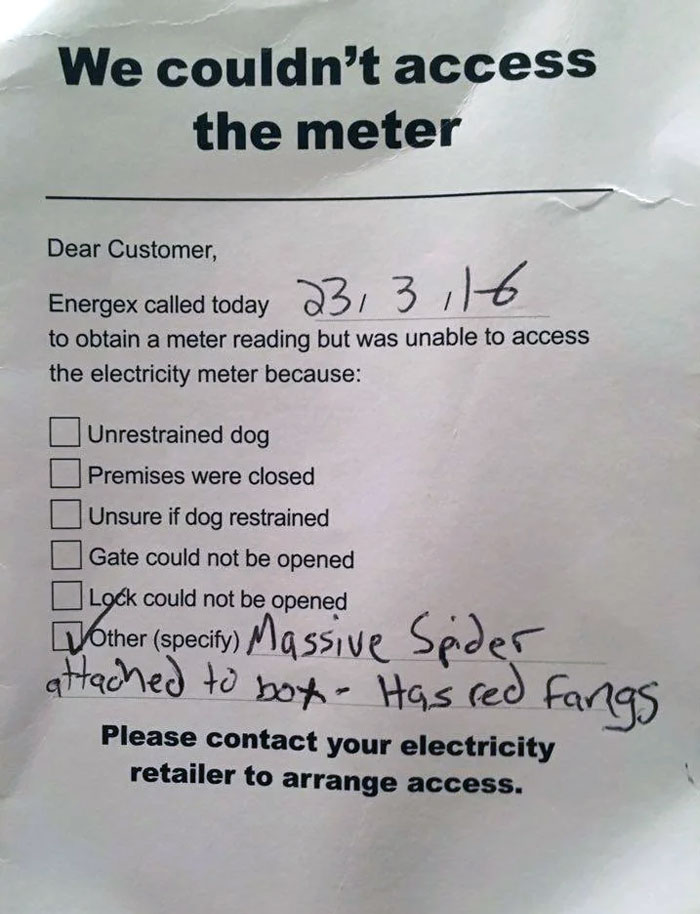 We couldn't access
the meter
Dear Customer,
Energex called today 23, 3, 16
to obtain a meter reading but was unable to access
the electricity meter because:
Unrestrained dog
Premises were closed
Unsure if dog restrained
Gate could not be opened
Lock could not be opened
Other (specify) Massive Spider
attached to box - Has red Fangs
Please contact your electricity
retailer to arrange access.